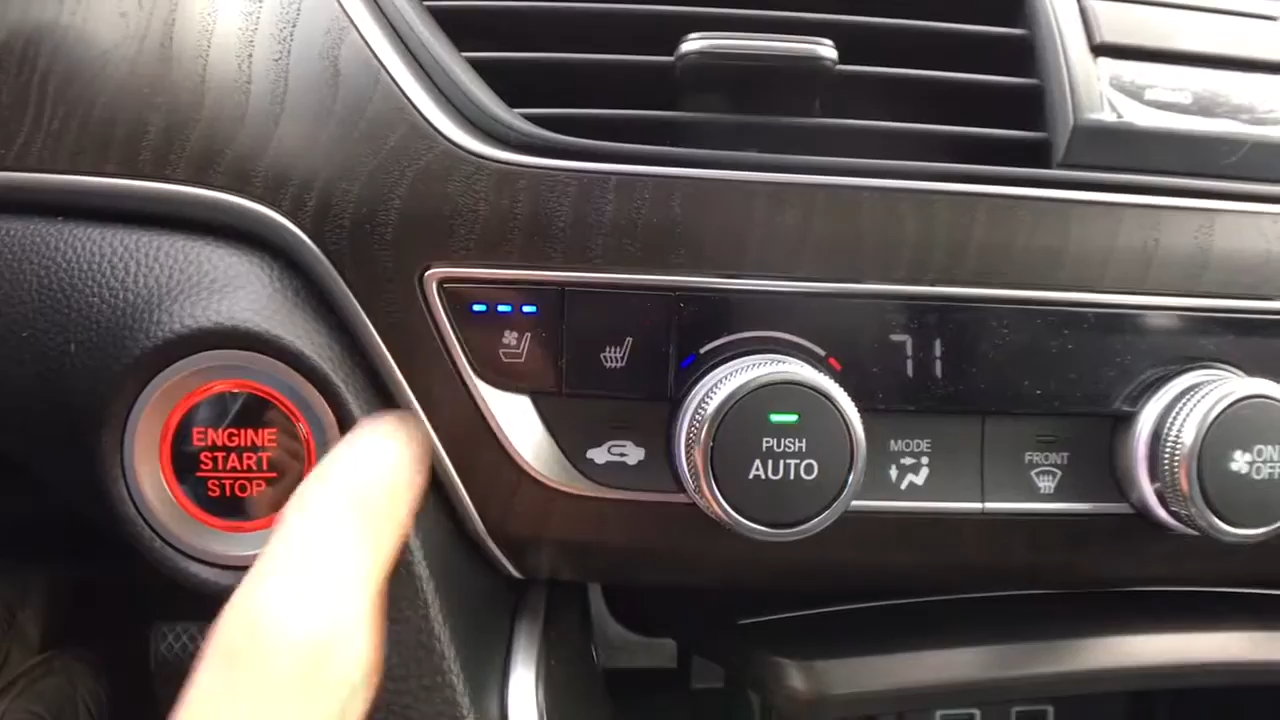 ENGINE
START
STOP
71
PUSH
AUTO
MODE
FRONT
ON
OFF